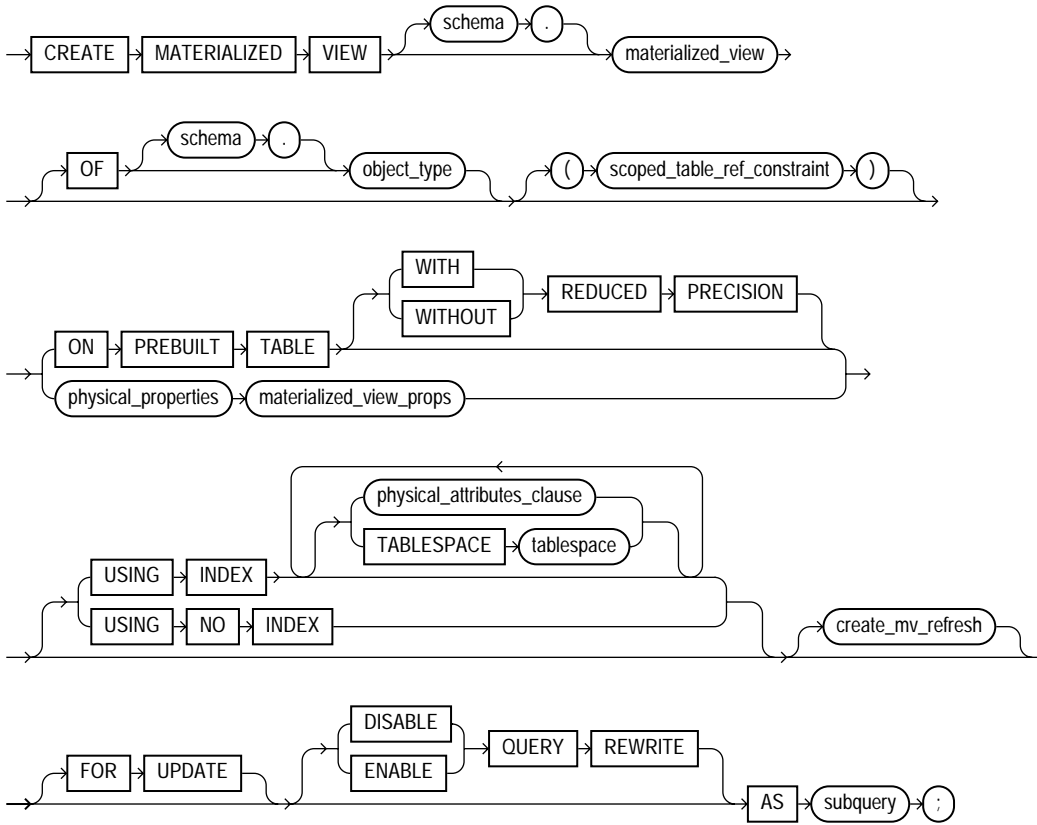 schema .
CREATE MATERIALIZED VIEW materialized_view
schema .
OF object_type ( scoped_table_ref_constraint )
WITH
REDUCED PRECISION
WITHOUT
ON PREBUILT TABLE
physical_properties materialized_view_props
physical_attributes_clause
TABLESPACE tablespace
USING INDEX
USING NO INDEX
create_mv_refresh
DISABLE
QUERY REWRITE
ENABLE
FOR UPDATE
AS subquery ;